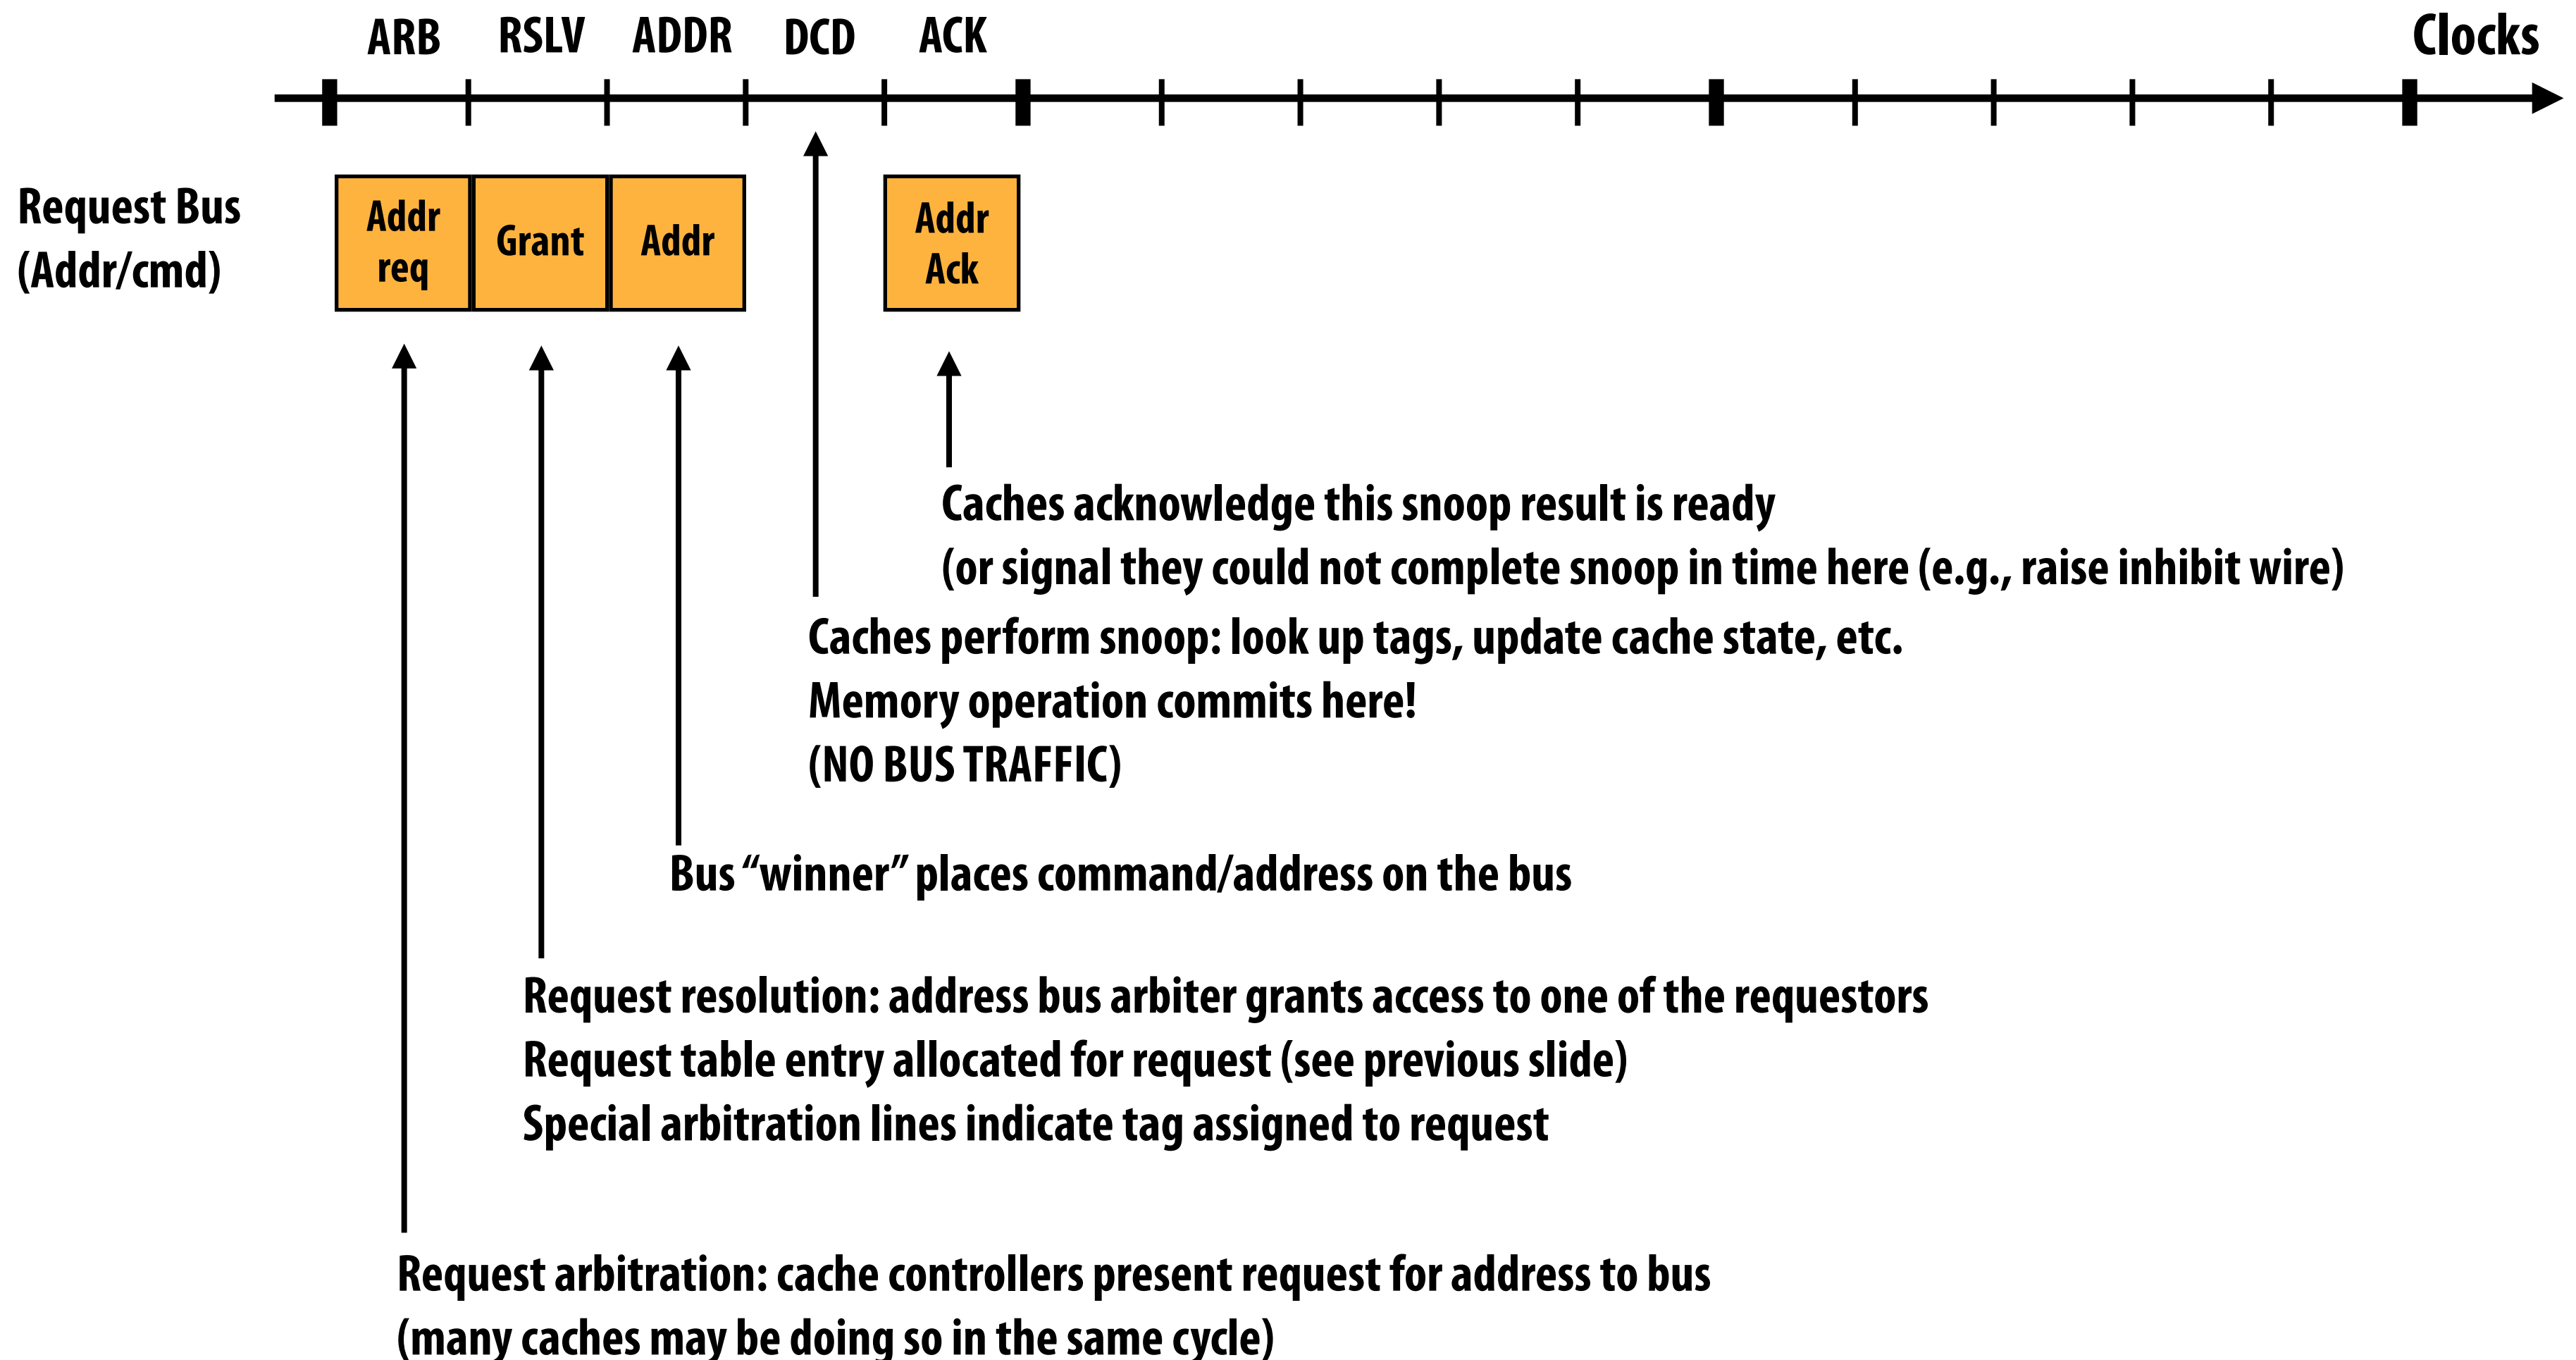 ARB RSLV ADDR DCD ACK Clocks
Request Bus
(Addr/cmd)
Addr
req
Grant
Addr
Addr
Ack
Caches acknowledge this snoop result is ready
(or signal they could not complete snoop in time here (e.g., raise inhibit wire)
Caches perform snoop: look up tags, update cache state, etc.
Memory operation commits here!
(NO BUS TRAFFIC)
Bus “winner” places command/address on the bus
Request resolution: address bus arbiter grants access to one of the requestors
Request table entry allocated for request (see previous slide)
Special arbitration lines indicate tag assigned to request
Request arbitration: cache controllers present request for address to bus
(many caches may be doing so in the same cycle)